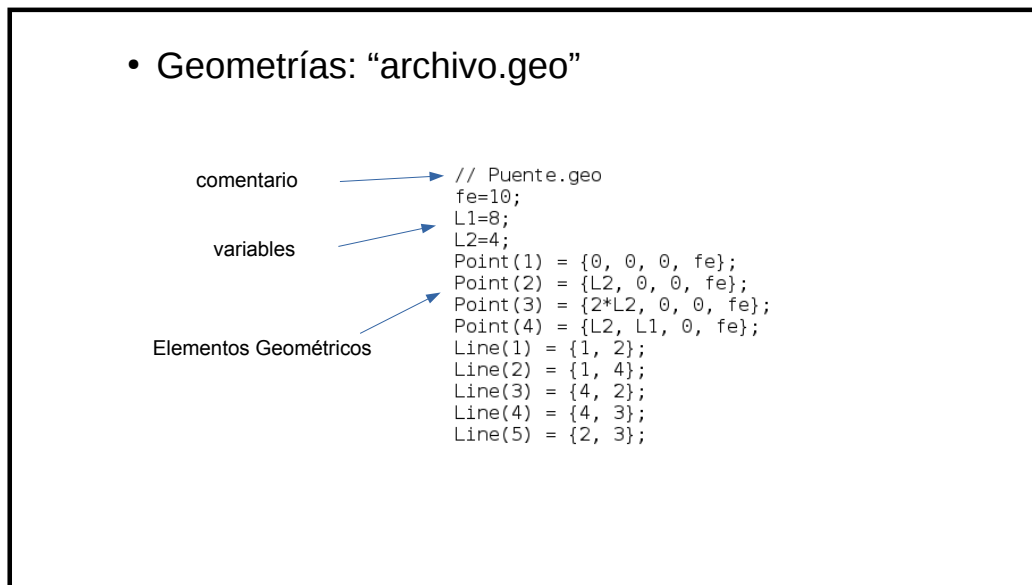 • Geometrías: “archivo.geo”
comentario
variables
Elementos Geométricos
// Puente.geo
fe=10;
L1=8;
L2=4;
Point(1) = {0, 0, 0, fe};
Point(2) = {L2, 0, 0, fe};
Point(3) = {2*L2, 0, 0, fe};
Point(4) = {L2, L1, 0, fe};
Line(1) = {1, 2};
Line(2) = {1, 4};
Line(3) = {4, 2};
Line(4) = {4, 3};
Line(5) = {2, 3};